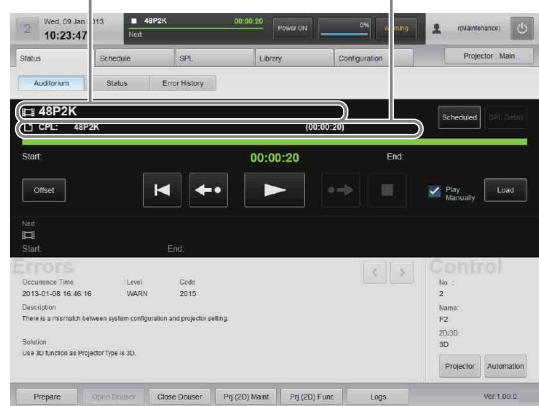 2
Wed, 09 Jan 2013
10:23:47
48P2K
00:00:20
Next
Power ON
0%
Warning
r(Maintenance)
Status
Schedule
SPL
Library
Configuration
Projector : Main
Auditorium
Status
Error History
48P2K
CPL: 48P2K (00:00:20)
Scheduled
SPL Detail
Start:
00:00:20
End:
Offset
Play Manually
Load
Next
Start:
End:
Errors
Occurrence Time Level Code
2013-01-08 16:46:16 WARN 2015
Description
There is a mismatch between system configuration and projector setting.
Solution
Use 3D function as Projector Type is 3D.
Control
No. :
2
Name:
F2
2D/3D:
3D
Projector
Automation
Prepare
Open Douser
Close Douser
Prj (2D) Maint
Prj (2D) Func
Logs
Ver.1.00.0